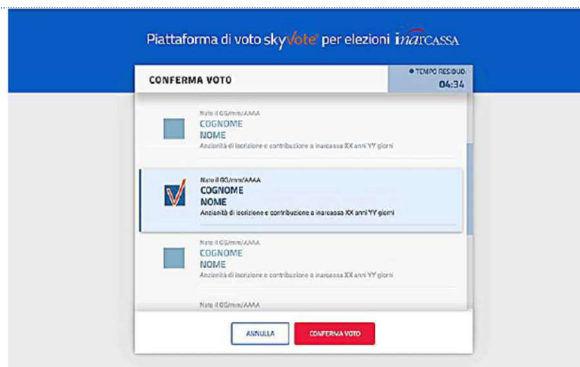 Piattaforma di voto skyvote per elezioni inarcassa
CONFERMA VOTO
TEMPO RESIDUO:
04:34
Nato il GG/mm/AAAA
COGNOME
NOME
Anzianità di iscrizione e contribuzione a inarcassa XX anni YY giorni
Nato il GG/mm/AAAA
COGNOME
NOME
Anzianità di iscrizione e contribuzione a inarcassa XX anni YY giorni
Nato il GG/mm/AAAA
COGNOME
NOME
Anzianità di iscrizione e contribuzione a inarcassa XX anni YY giorni
Nato il GG/mm/AAAA
ANNULLA
CONFERMA VOTO